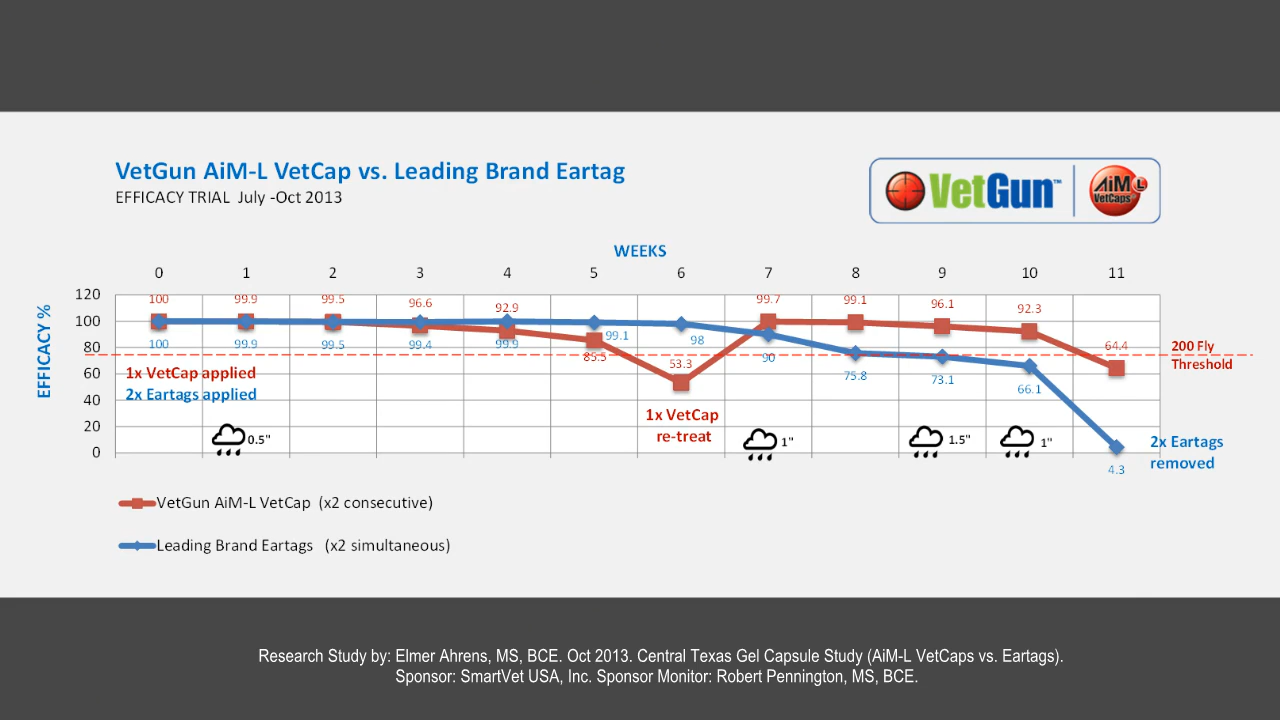 VetGun AiM-L VetCap vs. Leading Brand Eartag
EFFICACY TRIAL July -Oct 2013
VetGun™
AiM L
VetCaps™
WEEKS
0 1 2 3 4 5 6 7 8 9 10 11
EFFICACY %
120
100
80
60
40
20
0
100 99.9 99.5 96.6 92.9 85.5 53.3 99.7 99.1 96.1 92.3 64.4
100 99.9 99.5 99.4 99.9 99.1 98 90 75.8 73.1 66.1 4.3
200 Fly
Threshold
1x VetCap applied
2x Eartags applied
1x VetCap
re-treat
0.5"
1"
1.5"
1"
2x Eartags
removed
VetGun AiM-L VetCap (x2 consecutive)
Leading Brand Eartags (x2 simultaneous)
Research Study by: Elmer Ahrens, MS, BCE. Oct 2013. Central Texas Gel Capsule Study (AiM-L VetCaps vs. Eartags).
Sponsor: SmartVet USA, Inc. Sponsor Monitor: Robert Pennington, MS, BCE.